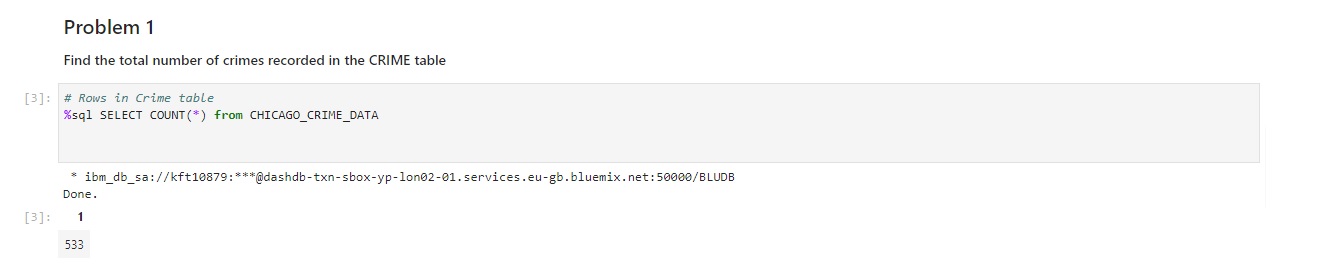 Problem 1
Find the total number of crimes recorded in the CRIME table
[3]: # Rows in Crime table
%sql SELECT COUNT(*) from CHICAGO_CRIME_DATA
* ibm_db_sa://kft10879:***@dashdb-txn-sbox-yp-lon02-01.services.eu-gb.bluemix.net:50000/BLUDB
Done.
[3]: 1
533